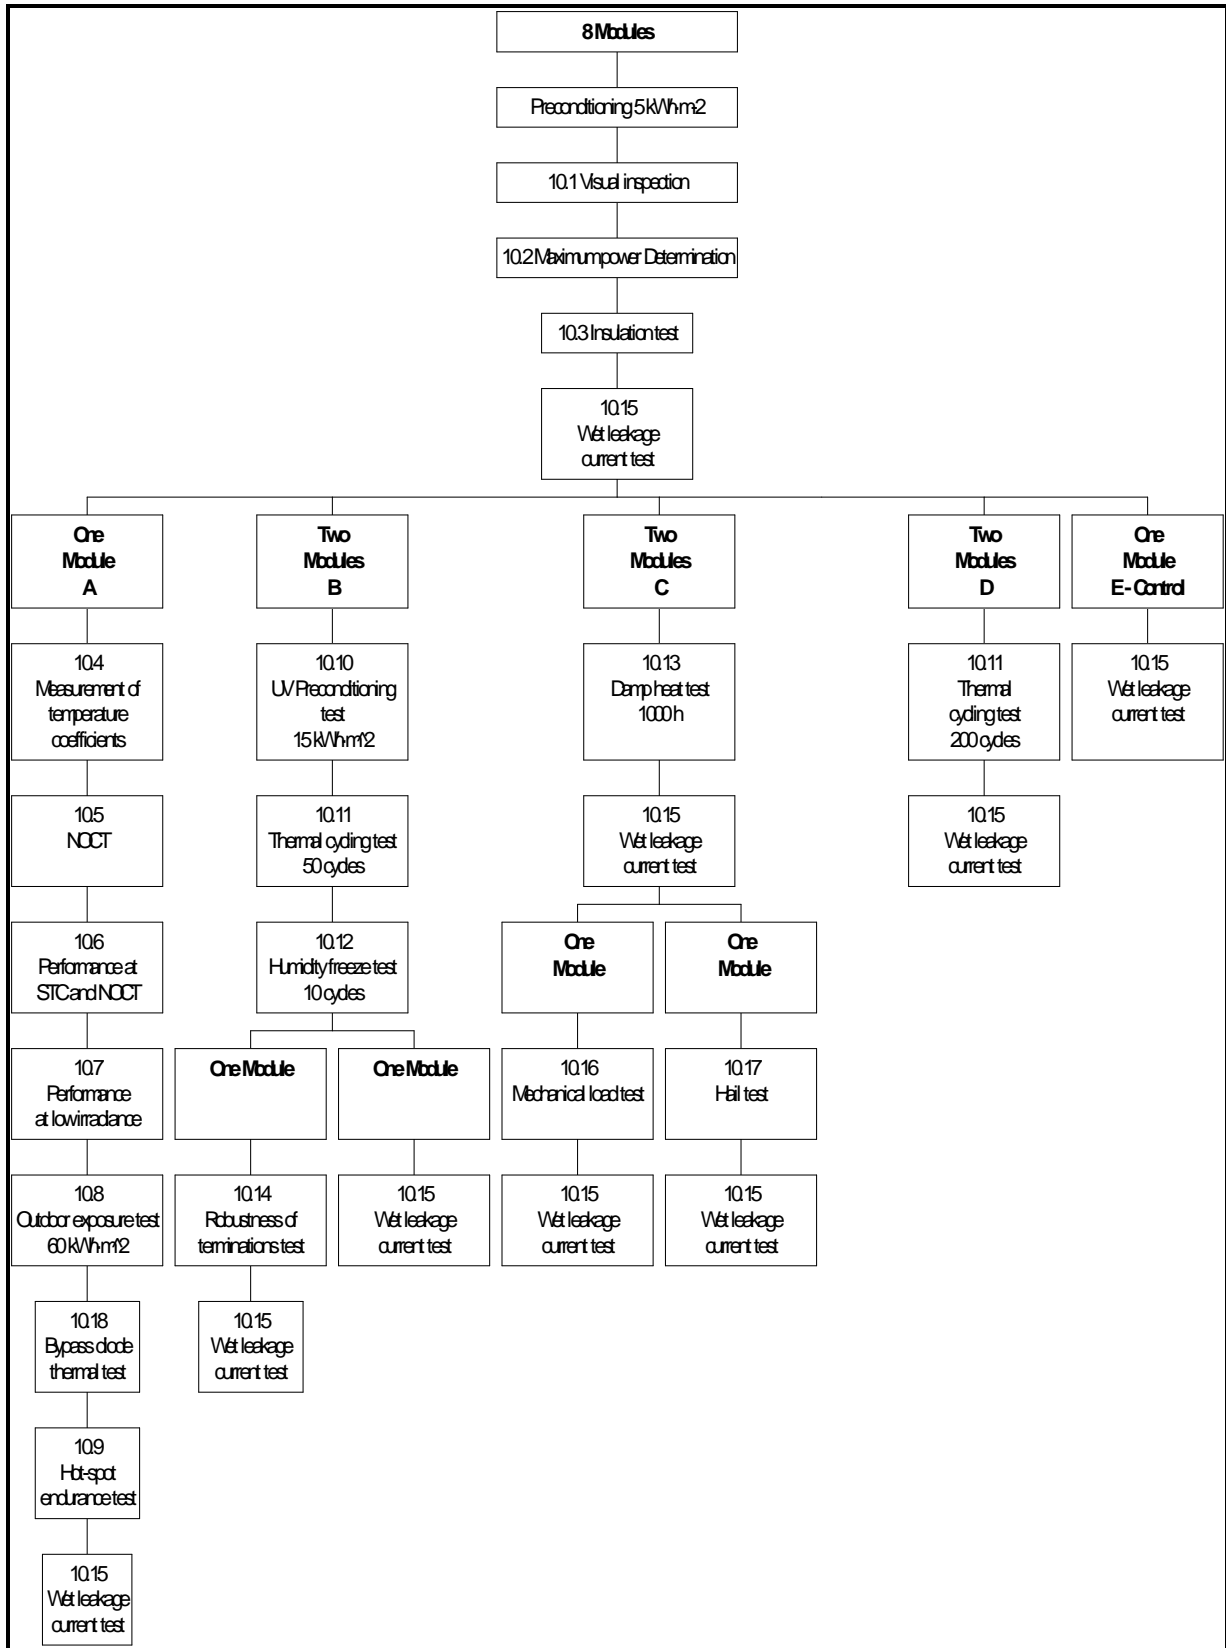 8 Modules
Preconditioning 5 kWh·m-2
10.1 Visual inspection
10.2 Maximum power Determination
10.3 Insulation test
10.15
Wet leakage
current test
One
Module
A
Two
Modules
B
Two
Modules
C
Two
Modules
D
One
Module
E - Control
10.4
Measurement of
temperature
coefficients
10.10
UV Preconditioning
test
15 kWh·m^2
10.13
Damp heat test
1000 h
10.11
Thermal
cycling test
200 cycles
10.15
Wet leakage
current test
10.5
NOCT
10.11
Thermal cycling test
50 cycles
10.15
Wet leakage
current test
10.15
Wet leakage
current test
10.6
Performance at
STC and NOCT
10.12
Humidity freeze test
10 cycles
One
Module
One
Module
10.7
Performance
at low irradance
One Module
One Module
10.16
Mechanical load test
10.17
Hail test
10.8
Outdoor exposure test
60 kWh·m^2
10.14
Robustness of
terminations test
10.15
Wet leakage
current test
10.15
Wet leakage
current test
10.15
Wet leakage
current test
10.18
Bypass diode
thermal test
10.15
Wet leakage
current test
10.9
Hot-spot
endurance test
10.15
Wet leakage
current test